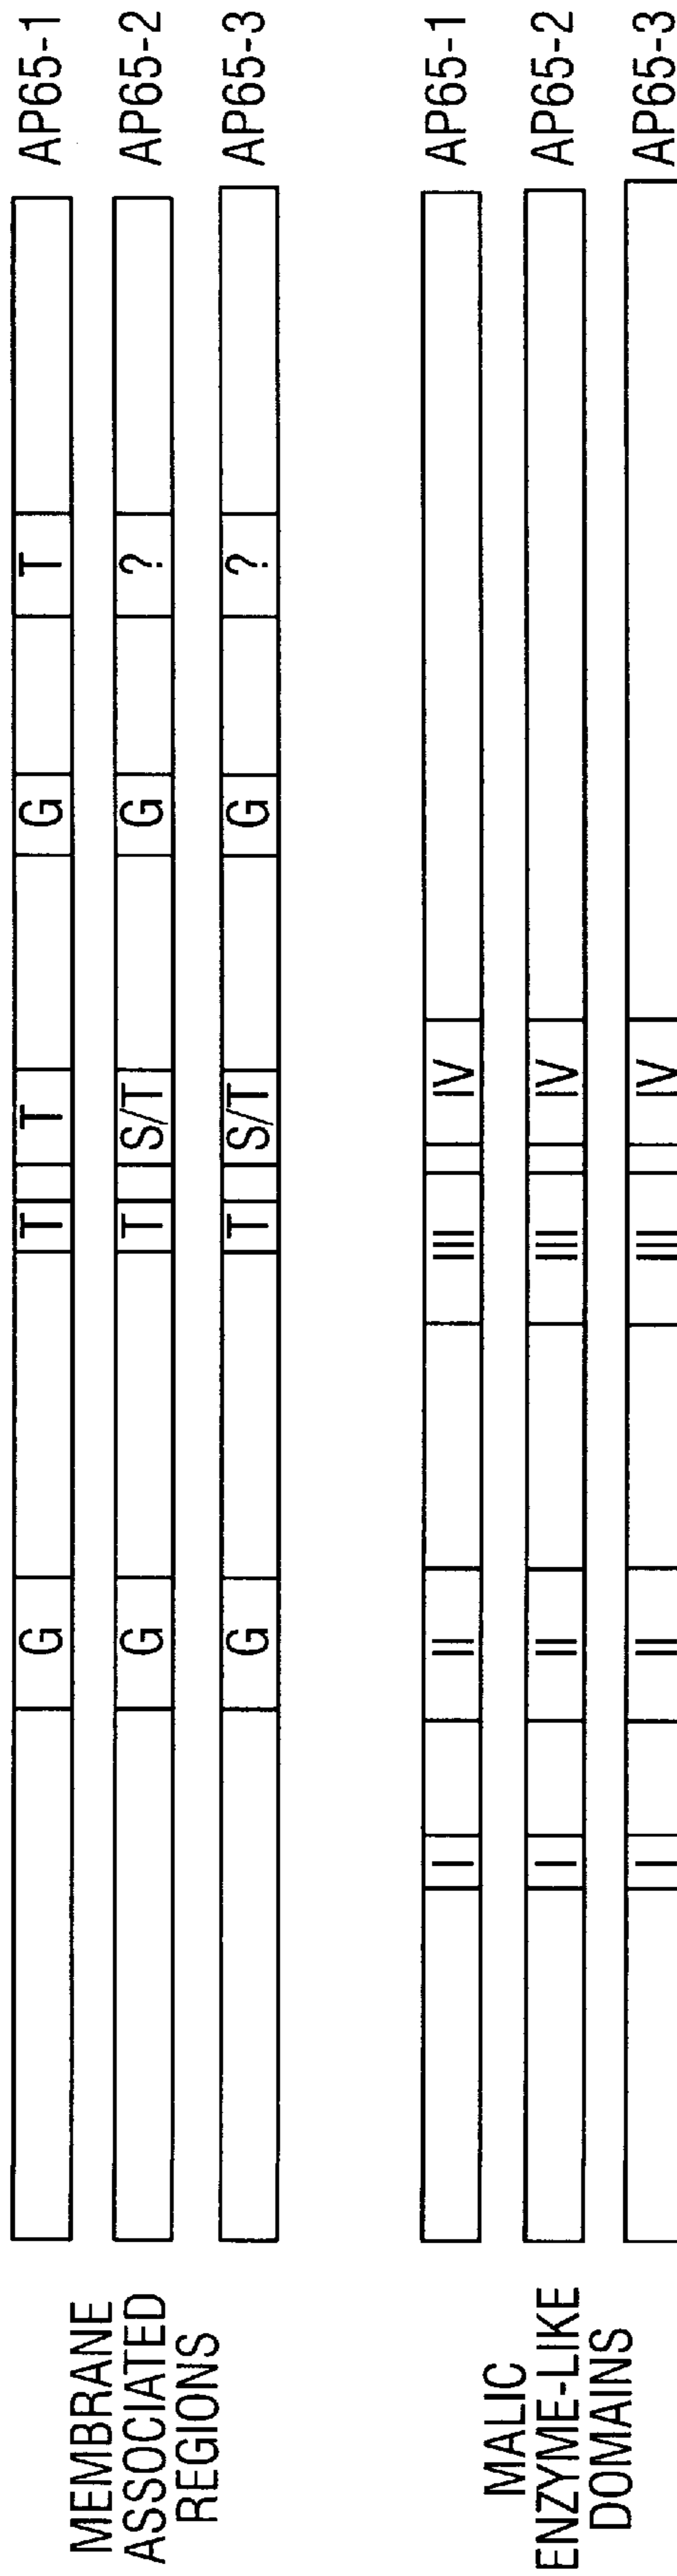 MEMBRANE
ASSOCIATED
REGIONS
G T T G T AP65-1
G T S/T G ? AP65-2
G T S/T G ? AP65-3
MALIC
ENZYME-LIKE
DOMAINS
I II III IV AP65-1
I II III IV AP65-2
I II III IV AP65-3